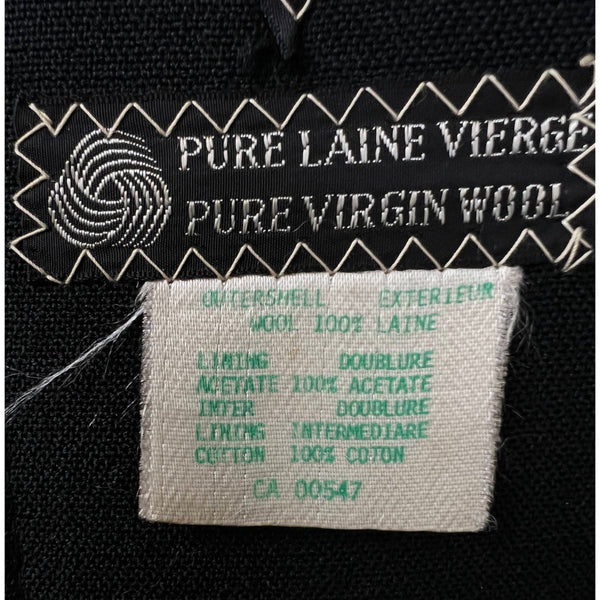 PURE LAINE VIERGE
PURE VIRGIN WOOL
OUTERSHELL EXTERIEUR
WOOL 100% LAINE
LINING DOUBLURE
ACETATE 100% ACETATE
INTER DOUBLURE
LINING INTERMEDIARE
COTTON 100% COTON
CA 00547